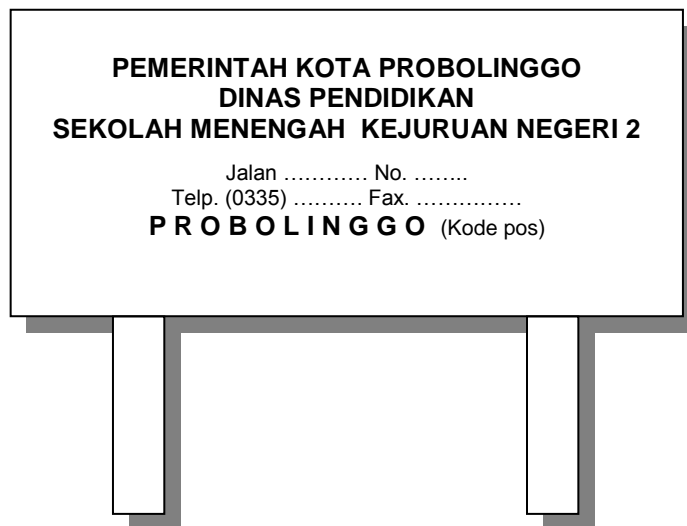 PEMERINTAH KOTA PROBOLINGGO
DINAS PENDIDIKAN
SEKOLAH MENENGAH KEJURUAN NEGERI 2
Jalan ………… No. ……..
Telp. (0335) ………. Fax. ……………
P R O B O L I N G G O (Kode pos)